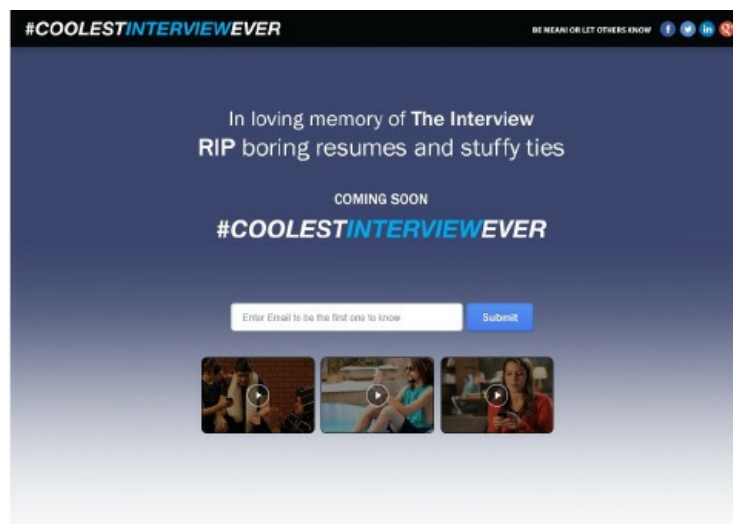 #COOLESTINTERVIEWEVER
BE MEAN! OR LET OTHERS KNOW
In loving memory of The Interview
RIP boring resumes and stuffy ties
COMING SOON
#COOLESTINTERVIEWEVER
Enter Email to be the first one to know
Submit